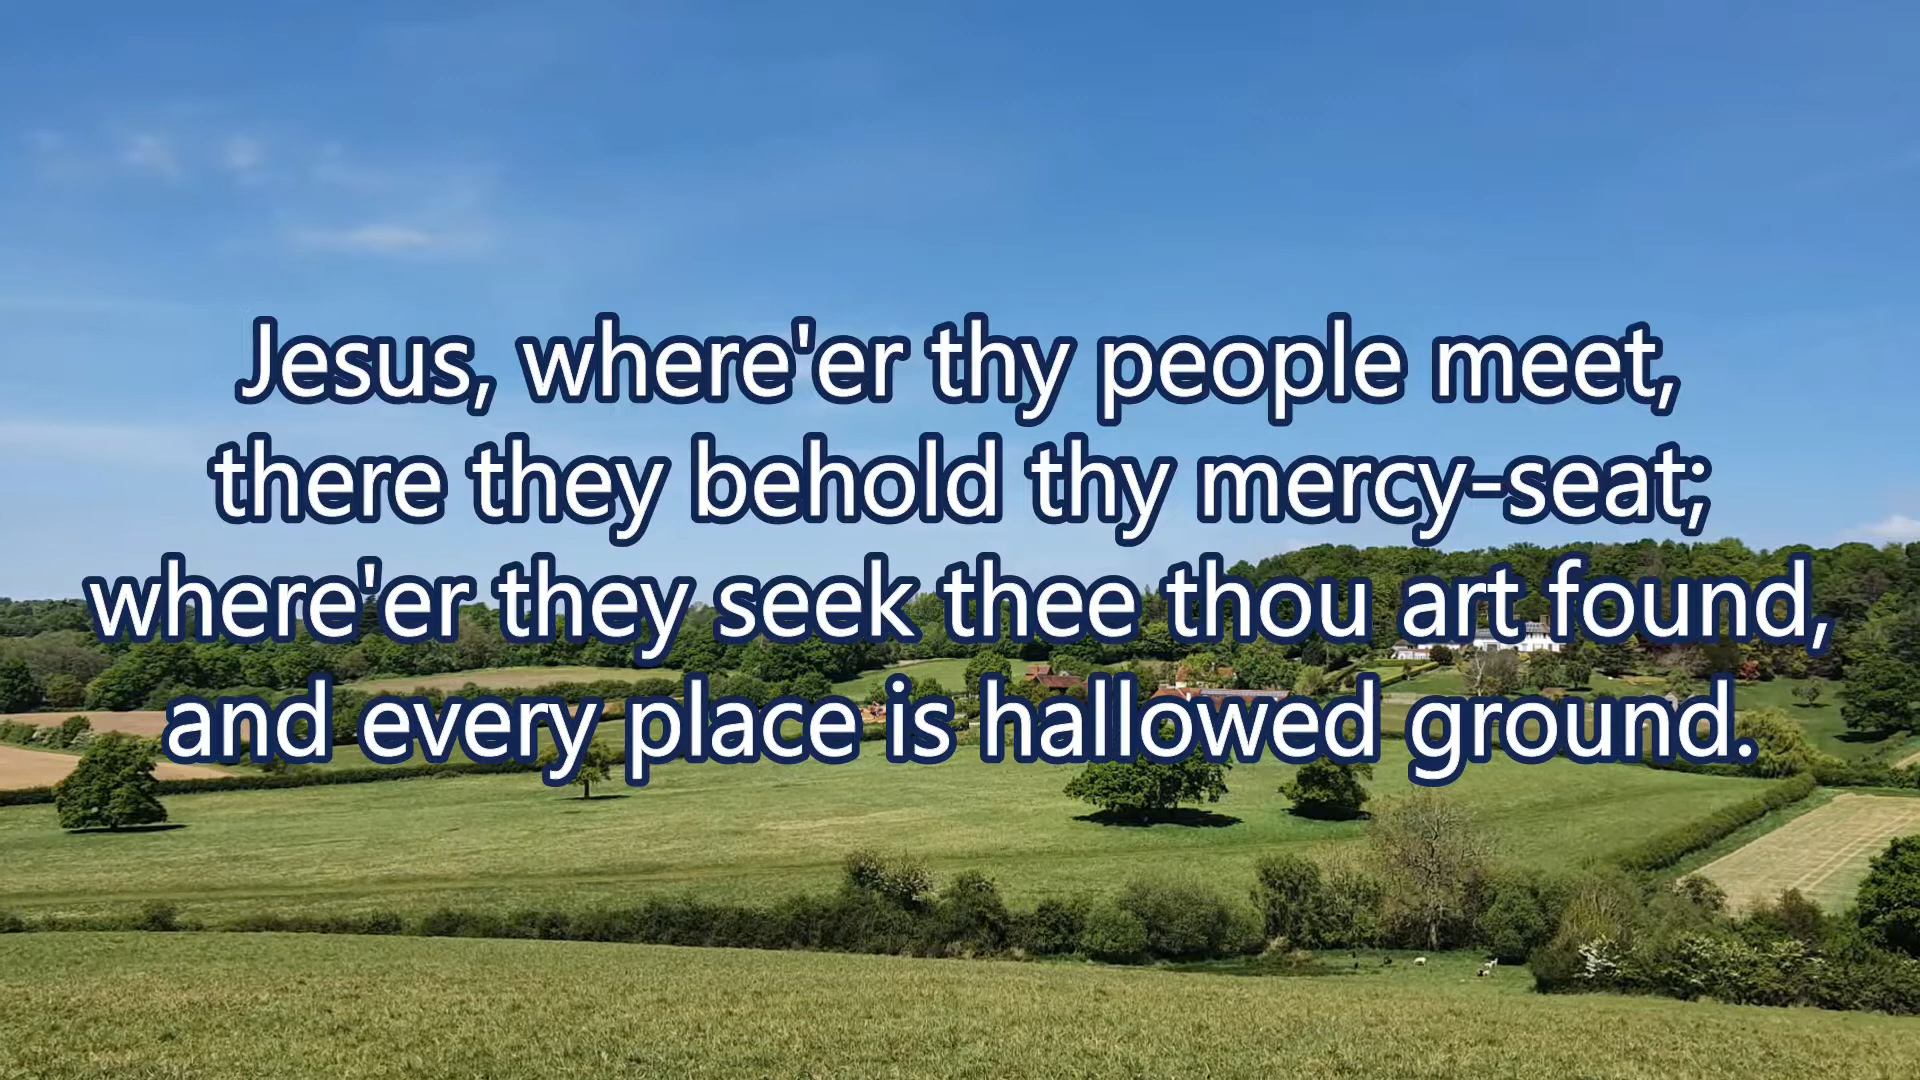 Jesus, where'er thy people meet,
there they behold thy mercy-seat;
where'er they seek thee thou art found,
and every place is hallowed ground.